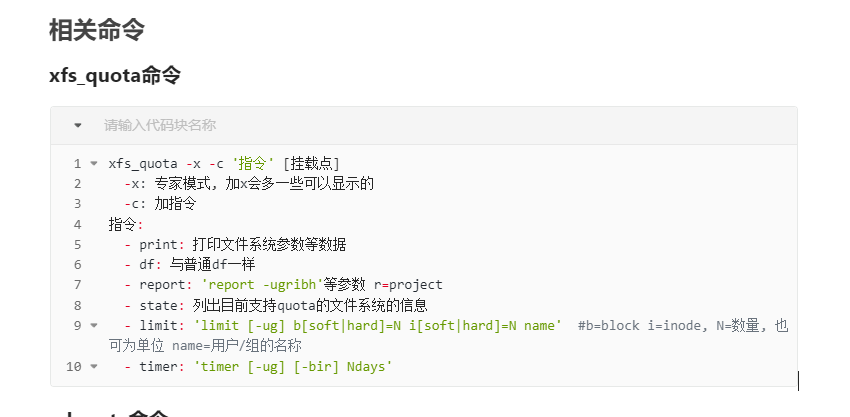 相关命令
xfs_quota命令
请输入代码块名称
1 xfs_quota -x -c '指令' [挂载点]
2 -x: 专家模式, 加x会多一些可以显示的
3 -c: 加指令
4 指令:
5 - print: 打印文件系统参数等数据
6 - df: 与普通df一样
7 - report: 'report -ugribh'等参数 r=project
8 - state: 列出目前支持quota的文件系统的信息
9 - limit: 'limit [-ug] b[soft|hard]=N i[soft|hard]=N name' #b=block i=inode, N=数量, 也
可为单位 name=用户/组的名称
10 - timer: 'timer [-ug] [-bir] Ndays'